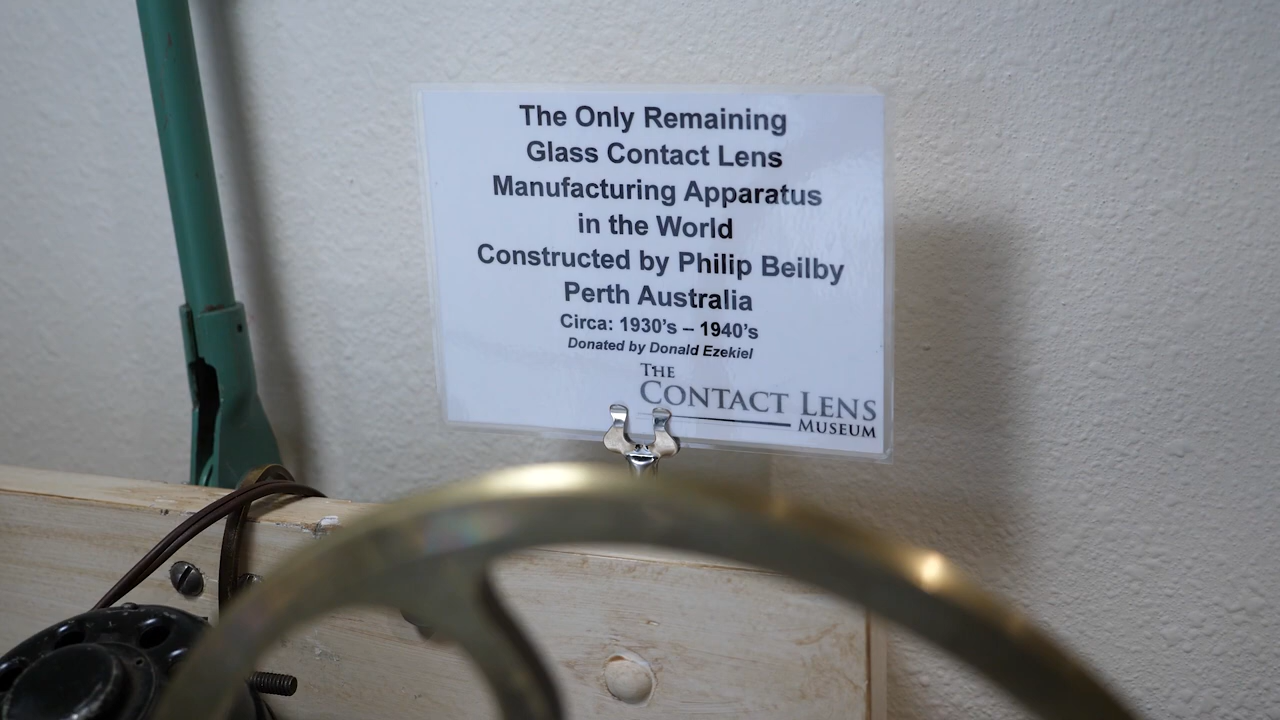 The Only Remaining
Glass Contact Lens
Manufacturing Apparatus
in the World
Constructed by Philip Beilby
Perth Australia
Circa: 1930's – 1940's
Donated by Donald Ezekiel
THE
CONTACT LENS
MUSEUM